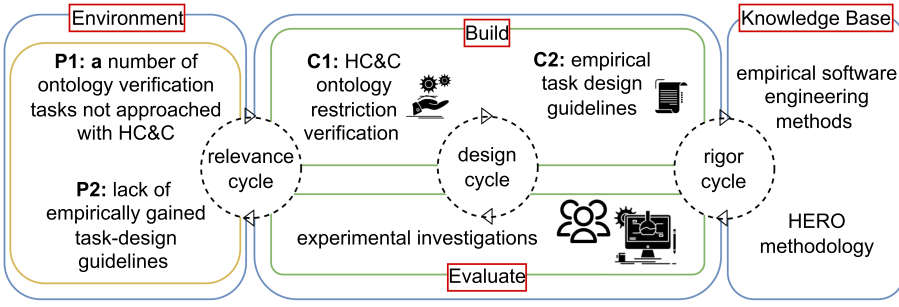 Environment
P1: a number of
ontology verification
tasks not approached
with HC&C
P2: lack of
empirically gained
task-design
guidelines
relevance
cycle
Build
C1: HC&C
ontology
restriction
verification
C2: empirical
task design
guidelines
design
cycle
experimental investigations
Evaluate
rigor
cycle
Knowledge Base
empirical software
engineering
methods
HERO
methodology